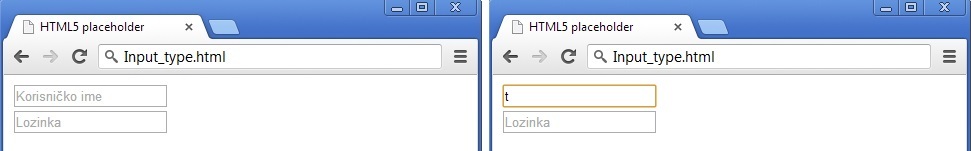 HTML5 placeholder
Input_type.html
Korisničko ime
Lozinka
HTML5 placeholder
Input_type.html
t
Lozinka